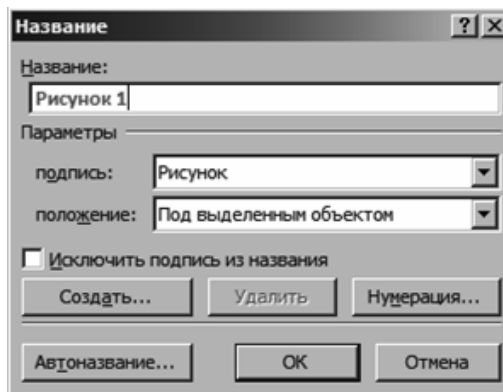 Название
Название:
Рисунок 1
Параметры
подпись: Рисунок
положение: Под выделенным объектом
Исключить подпись из названия
Создать... Удалить Нумерация...
Автоназвание... ОК Отмена